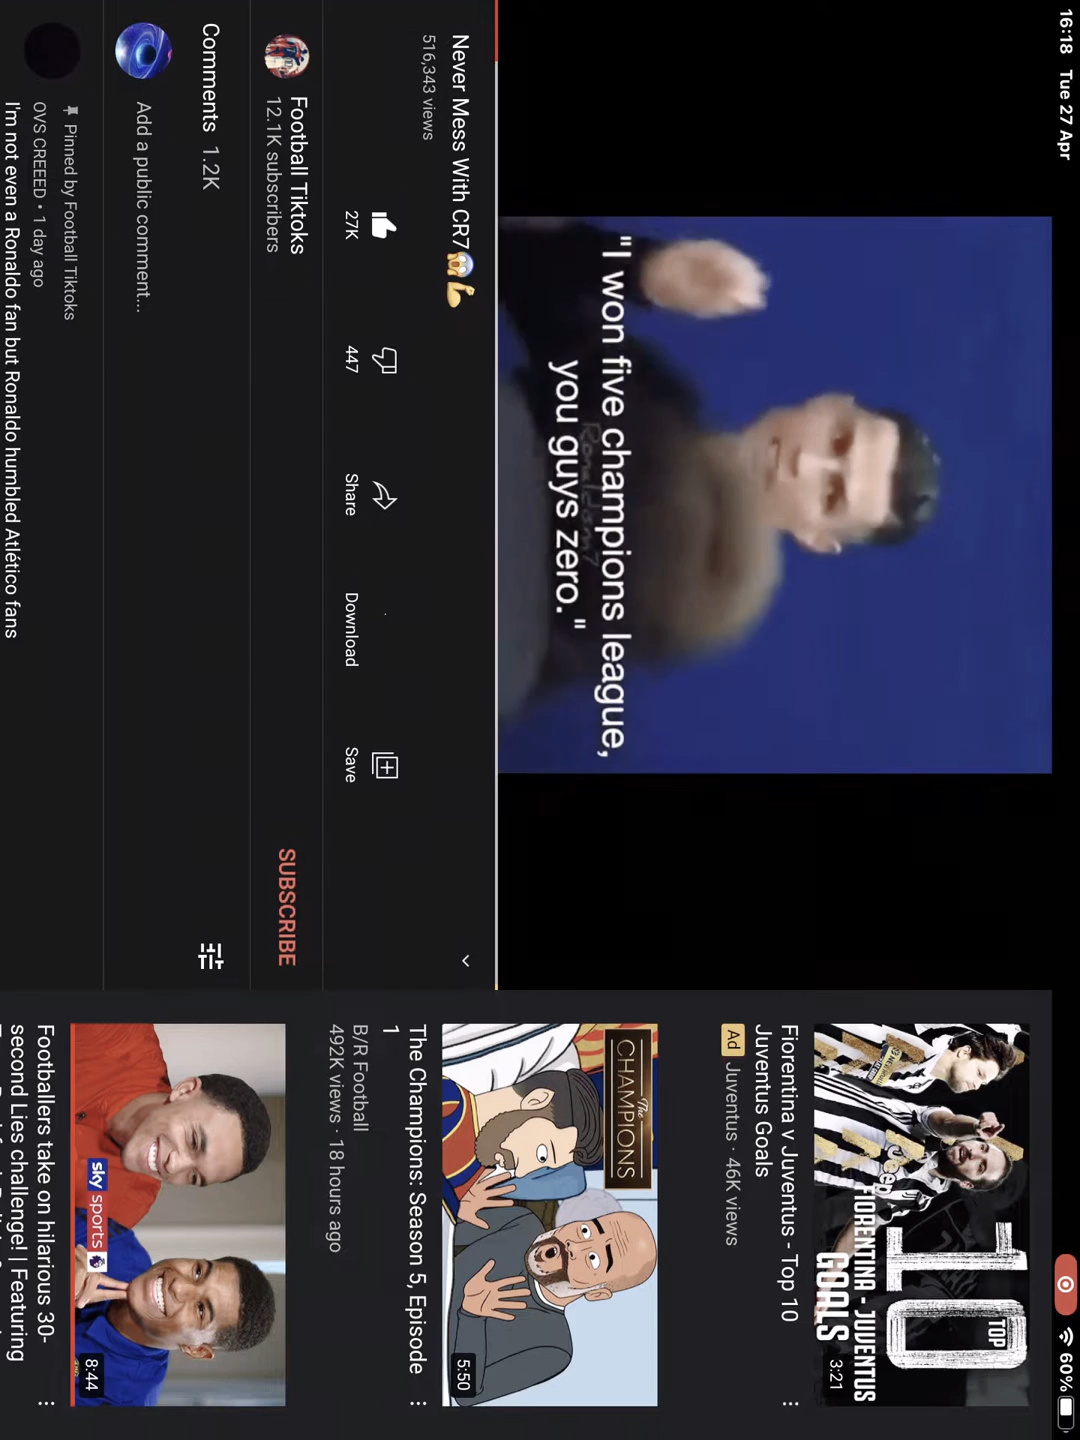 16:18 Tue 27 Apr
60%
"I won five champions league,
you guys zero."
Never Mess With CR7😱💪
516,343 views
27K
447
Share
Download
Save
Football Tiktoks
12.1K subscribers
SUBSCRIBE
Comments 1.2K
Add a public comment...
Pinned by Football Tiktoks
OVS CREEED • 1 day ago
I'm not even a Ronaldo fan but Ronaldo humbled Atlético fans
TOP
10
Jeep
FIORENTINA - JUVENTUS
GOALS
3:21
Fiorentina v Juventus - Top 10
Juventus Goals
Ad Juventus · 46K views
The
CHAMPIONS
5:50
The Champions: Season 5, Episode
1
B/R Football
492K views · 18 hours ago
sky sports
8:44
Footballers take on hilarious 30-
second Lies challenge! | Featuring